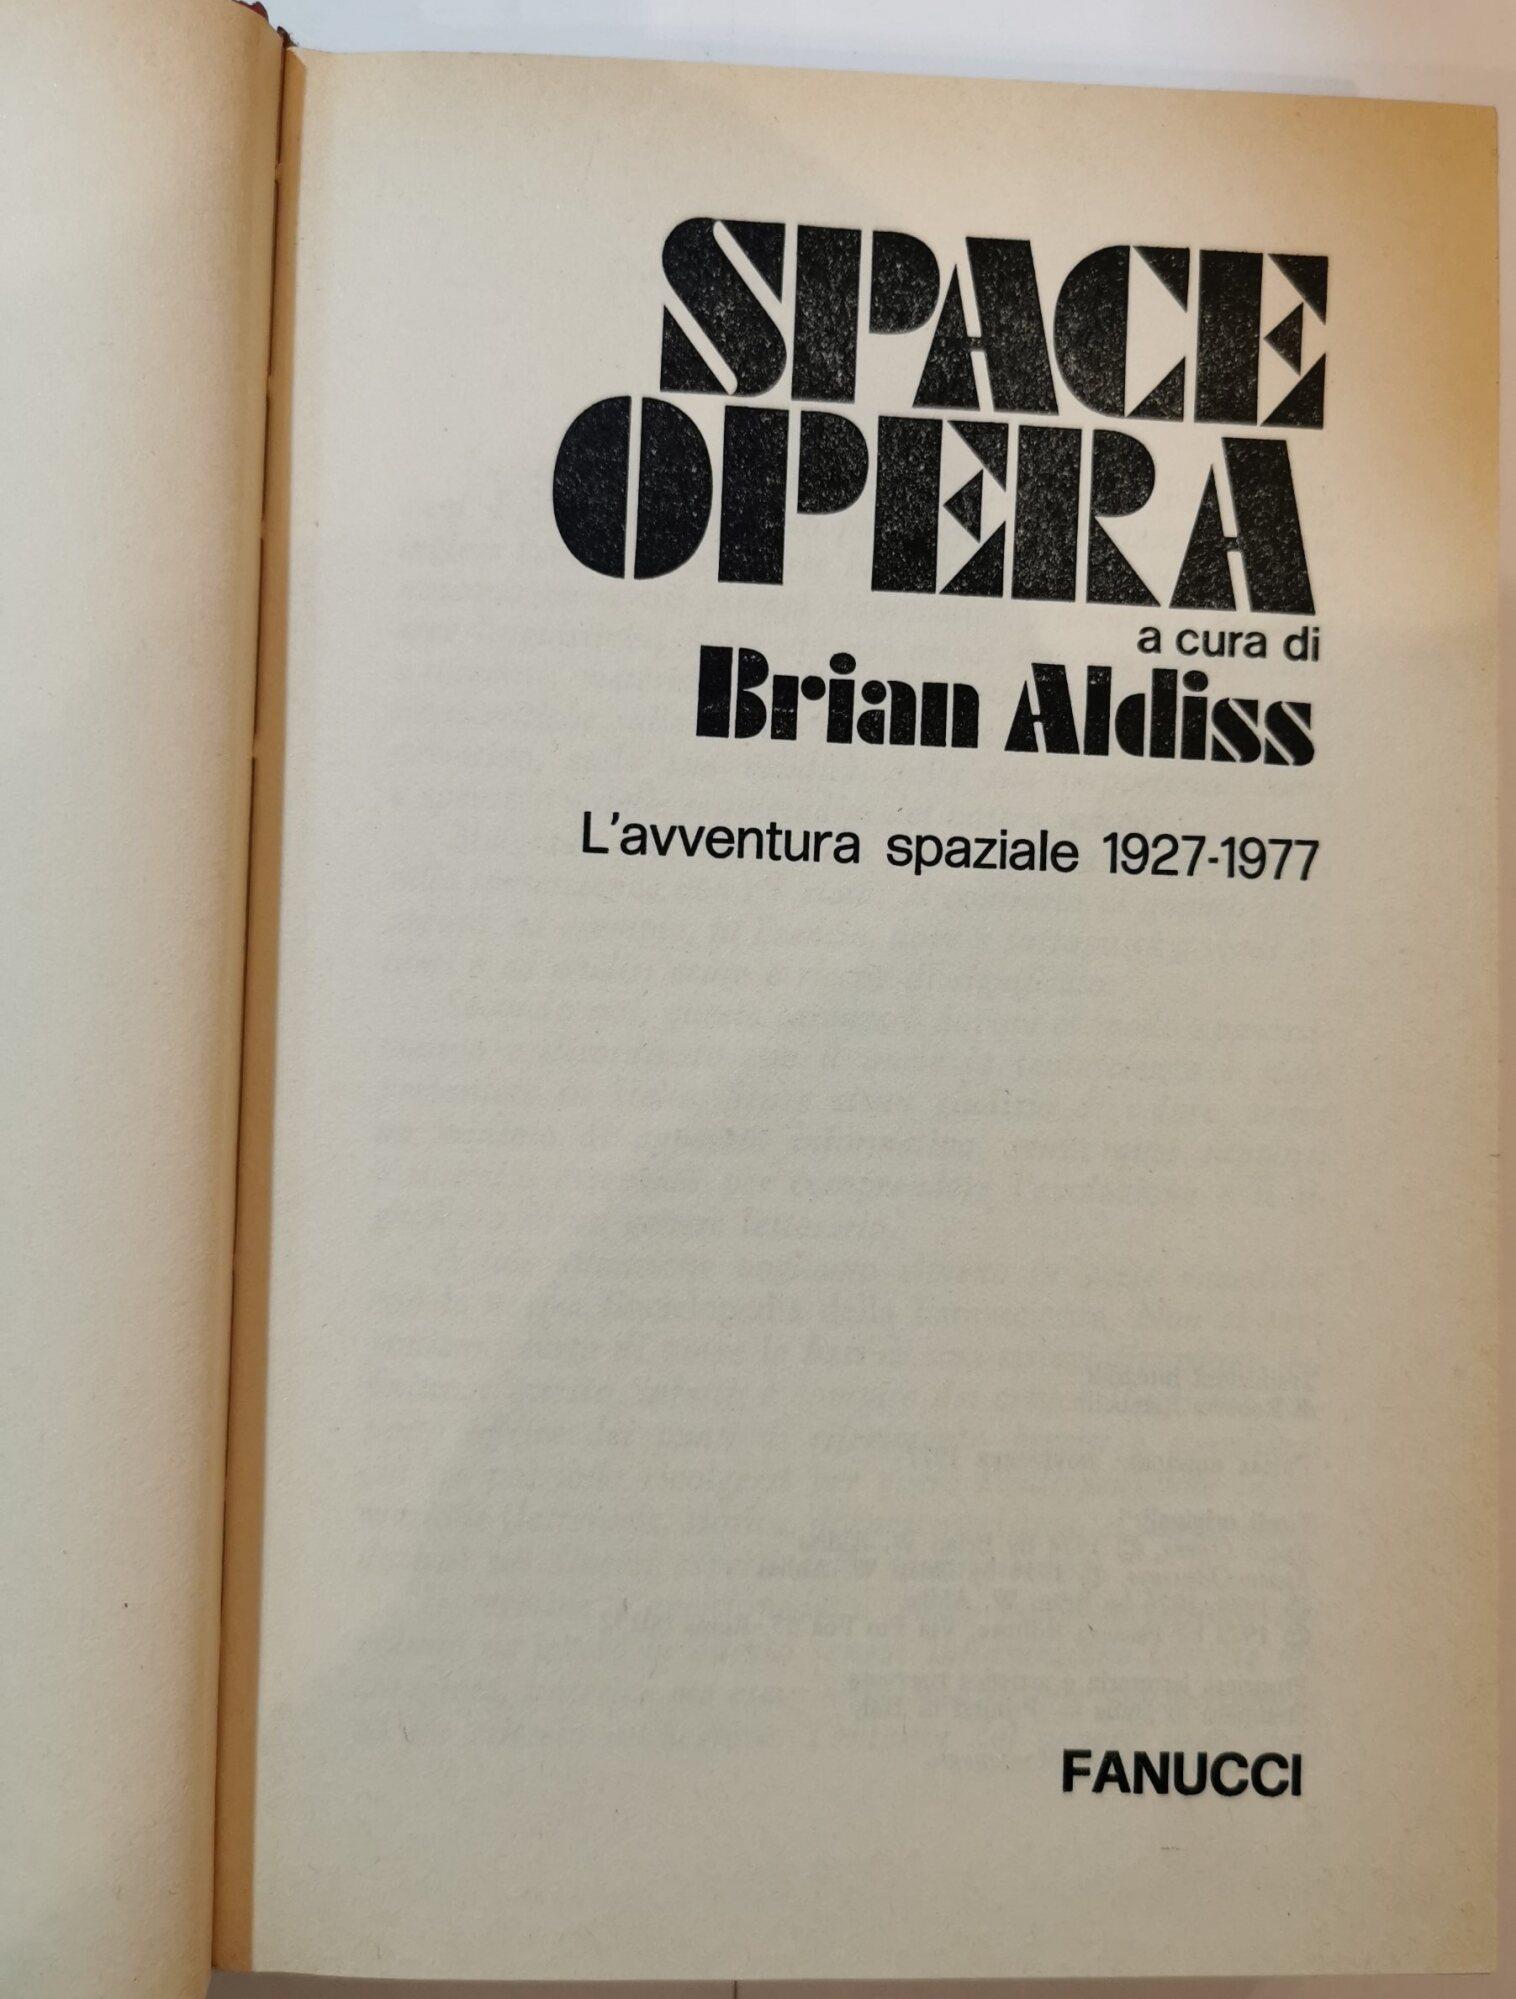 SPACE
OPERA
a cura di
Brian Aldiss
L'avventura spaziale 1927-1977
FANUCCI